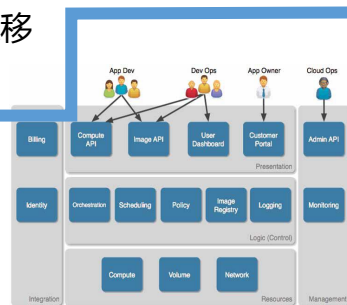 移
App Dev
Dev Ops
App Owner
Cloud Ops
Billing
Compute API
Image API
User Dashboard
Customer Portal
Admin API
Presentation
Identity
Orchestration
Scheduling
Policy
Image Registry
Logging
Monitoring
Logic (Control)
Compute
Volume
Network
Integration
Resources
Management